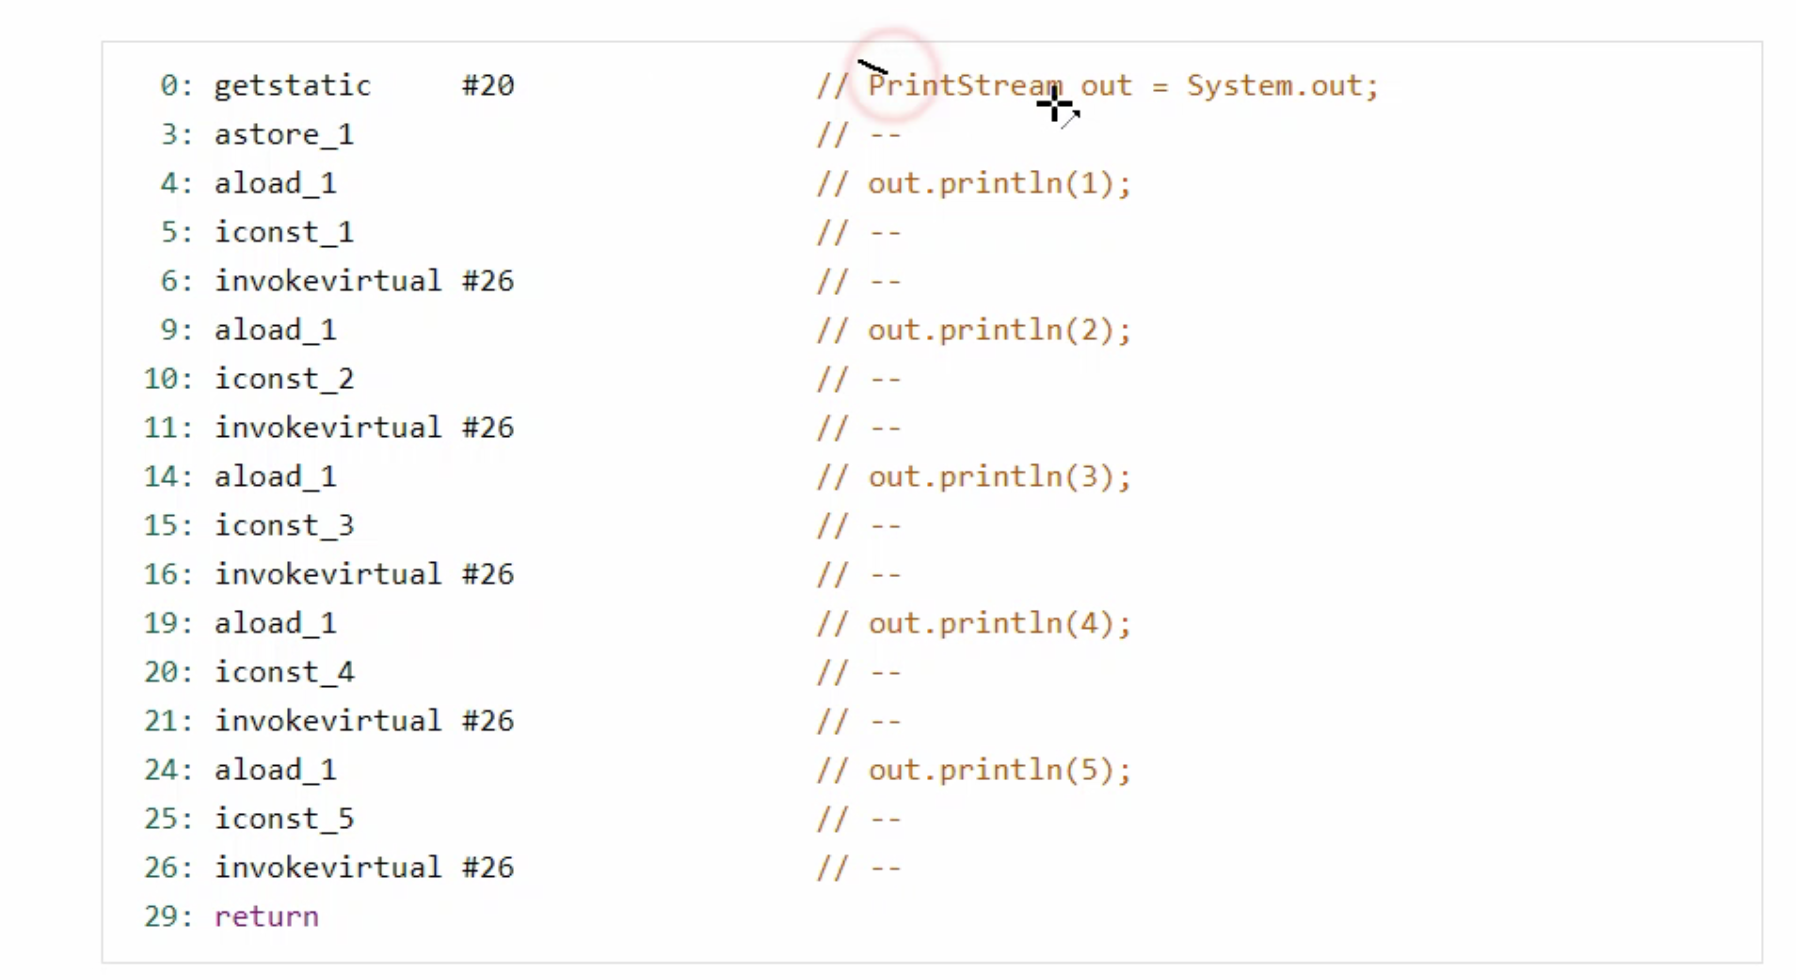 0: getstatic     #20                 // PrintStream out = System.out;
3: astore_1                          // --
4: aload_1                           // out.println(1);
5: iconst_1                          // --
6: invokevirtual #26                 // --
9: aload_1                           // out.println(2);
10: iconst_2                          // --
11: invokevirtual #26                 // --
14: aload_1                           // out.println(3);
15: iconst_3                          // --
16: invokevirtual #26                 // --
19: aload_1                           // out.println(4);
20: iconst_4                          // --
21: invokevirtual #26                 // --
24: aload_1                           // out.println(5);
25: iconst_5                          // --
26: invokevirtual #26                 // --
29: return